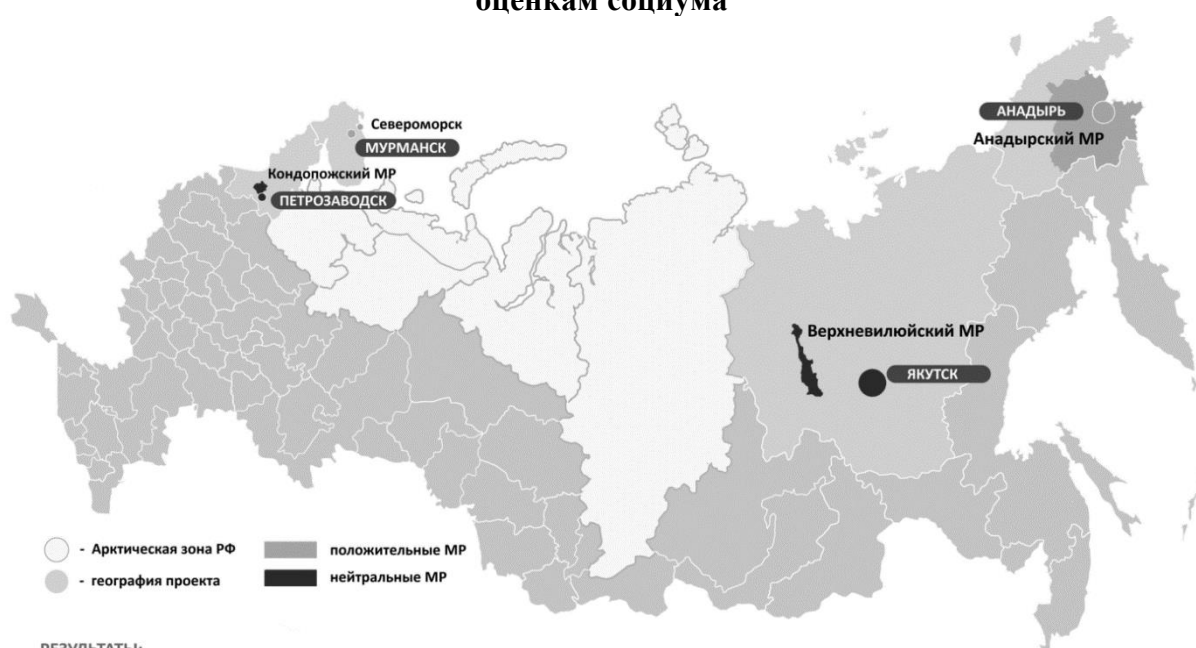 оценкам социума
Североморск
МУРМАНСК
Кондопожский МР
ПЕТРОЗАВОДСК
АНАДЫРЬ
Анадырский МР
Верхневилюйский МР
ЯКУТСК
- Арктическая зона РФ
- география проекта
положительные МР
нейтральные МР
РЕЗУЛЬТАТЫ: